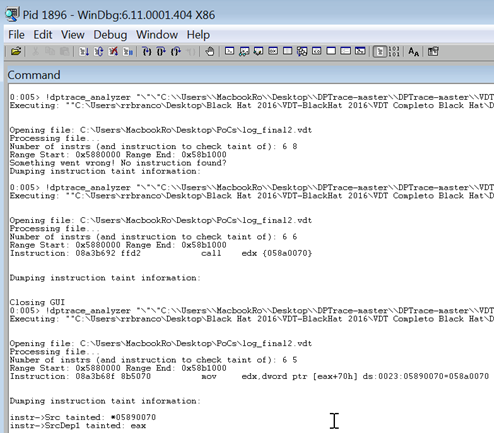 Pid 1896 - WinDbg:6.11.0001.404 X86
File Edit View Debug Window Help
Command
0:005> !dptrace_analyzer "\"\"C:\\Users\\MacbookRo\\Desktop\\DPTrace-master\\DPTrace-master\\VDT
Executing: ""C:\Users\rrbranco\Desktop\Black Hat 2016\VDT-BlackHat 2016\VDT Completo Black Hat\D
Opening file: C:\Users\MacbookRo\Desktop\PoCs\log_final2.vdt
Processing file...
Number of instrs (and instruction to check taint of): 6 8
Range Start: 0x5880000 Range End: 0x58b1000
Something went wrong! No instruction found?
Dumping instruction taint information:
0:005> !dptrace_analyzer "\"\"C:\\Users\\MacbookRo\\Desktop\\DPTrace-master\\DPTrace-master\\VDT
Executing: ""C:\Users\rrbranco\Desktop\Black Hat 2016\VDT-BlackHat 2016\VDT Completo Black Hat\D
Opening file: C:\Users\MacbookRo\Desktop\PoCs\log_final2.vdt
Processing file...
Number of instrs (and instruction to check taint of): 6 6
Range Start: 0x5880000 Range End: 0x58b1000
Instruction: 08a3b692 ffd2 call edx {058a0070}
Dumping instruction taint information:
Closing GUI
0:005> !dptrace_analyzer "\"\"C:\\Users\\MacbookRo\\Desktop\\DPTrace-master\\DPTrace-master\\VDT
Executing: ""C:\Users\rrbranco\Desktop\Black Hat 2016\VDT-BlackHat 2016\VDT Completo Black Hat\D
Opening file: C:\Users\MacbookRo\Desktop\PoCs\log_final2.vdt
Processing file...
Number of instrs (and instruction to check taint of): 6 5
Range Start: 0x5880000 Range End: 0x58b1000
Instruction: 08a3b68f 8b5070 mov edx,dword ptr [eax+70h] ds:0023:05890070=058a0070
Dumping instruction taint information:
instr->Src tainted: *05890070
instr->SrcDep1 tainted: eax